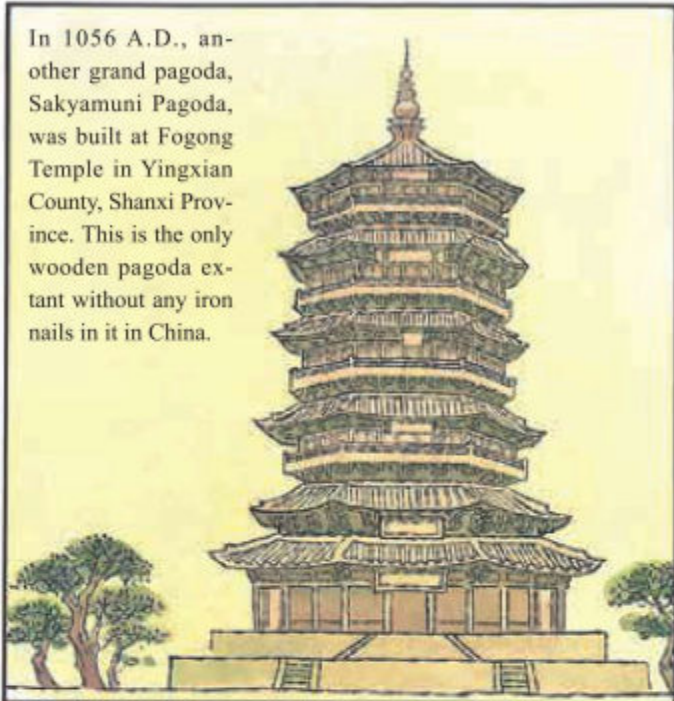 In 1056 A.D., an-
other grand pagoda,
Sakyamuni Pagoda,
was built at Fogong
Temple in Yingxian
County, Shanxi Prov-
ince. This is the only
wooden pagoda ex-
tant without any iron
nails in it in China.